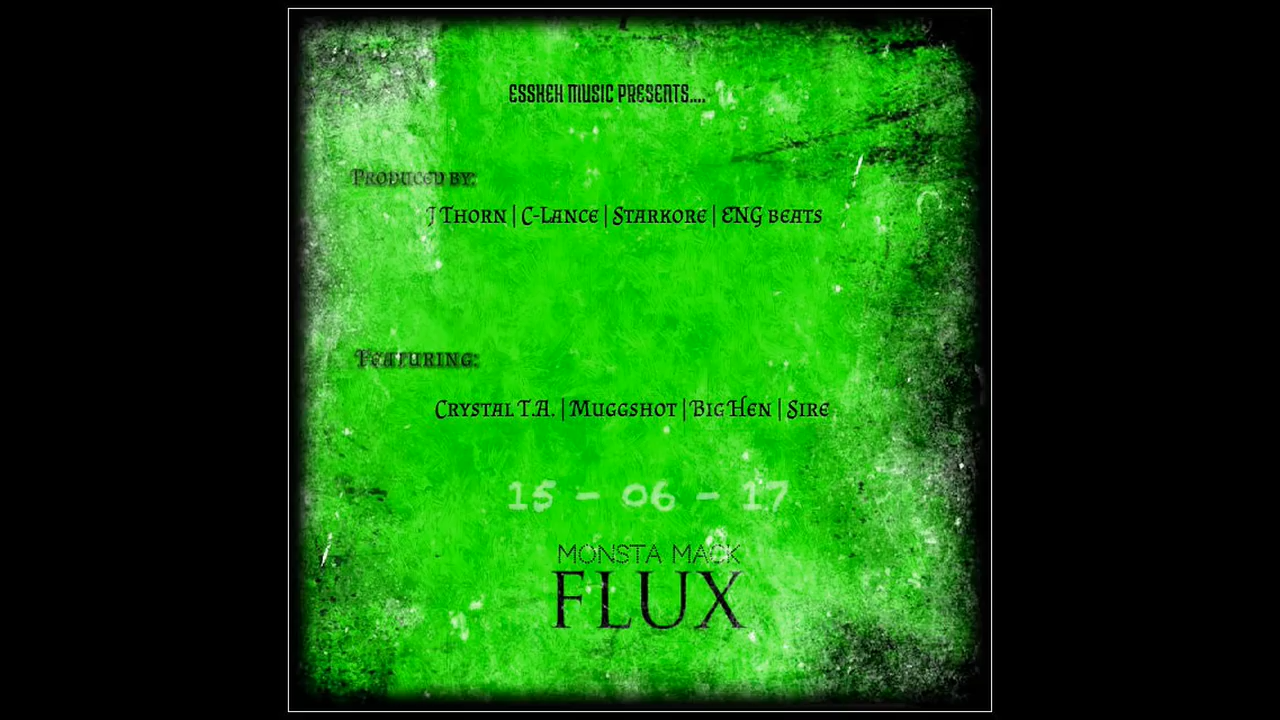 ESSKEH MUSIC PRESENTS....
PRODUCED BY:
J THORN | C-LANCE | STARKORE | ENG BEATS
FEATURING:
CRYSTAL T.A. | MUGGSHOT | BIG HEN | SIRE
15 - 06 - 17
MONSTA MACK
FLUX